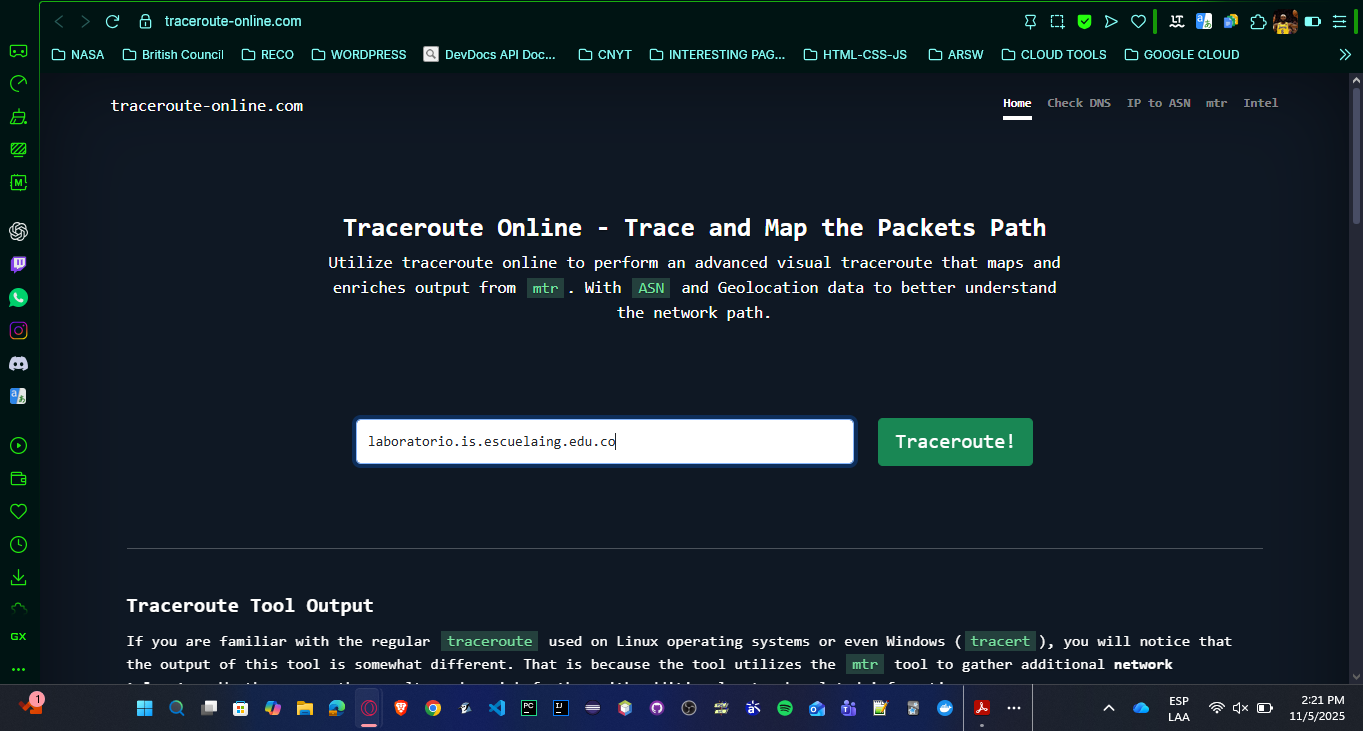 traceroute-online.com
NASA British Council RECO WORDPRESS DevDocs API Doc... CNYT INTERESTING PAG... HTML-CSS-JS ARSW CLOUD TOOLS GOOGLE CLOUD
traceroute-online.com
Home Check DNS IP to ASN mtr Intel
Traceroute Online - Trace and Map the Packets Path
Utilize traceroute online to perform an advanced visual traceroute that maps and
enriches output from mtr. With ASN and Geolocation data to better understand
the network path.
laboratorio.is.escuelaing.edu.co
Traceroute!
Traceroute Tool Output
If you are familiar with the regular traceroute used on Linux operating systems or even Windows (tracert), you will notice that
the output of this tool is somewhat different. That is because the tool utilizes the mtr tool to gather additional network
M
GX
1
PC
IJ
ESP
LAA
2:21 PM
11/5/2025